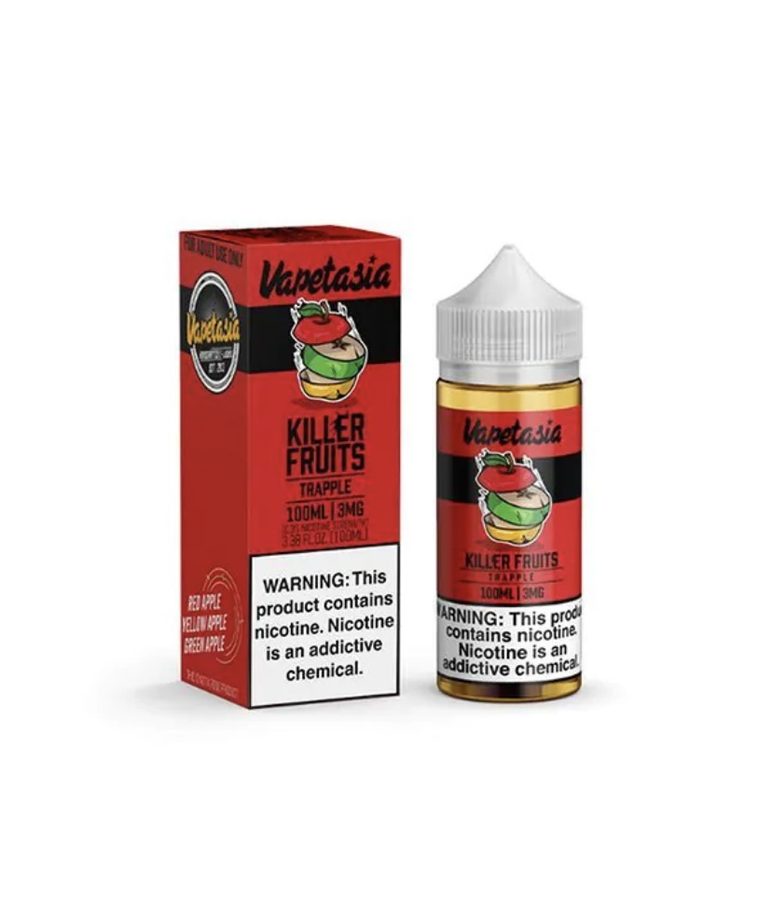 FOR ADULT USE ONLY
Vapetasia
RED APPLE
YELLOW APPLE
GREEN APPLE
Vapetasia
KILLER
FRUITS
TRAPPLE
100ML | 3MG
3.38 FL.OZ. (100ML)
WARNING: This
product contains
nicotine. Nicotine
is an addictive
chemical.
Vapetasia
KILLER FRUITS
TRAPPLE
100ML | 3MG
WARNING: This produ
contains nicotine.
Nicotine is an
addictive chemical.